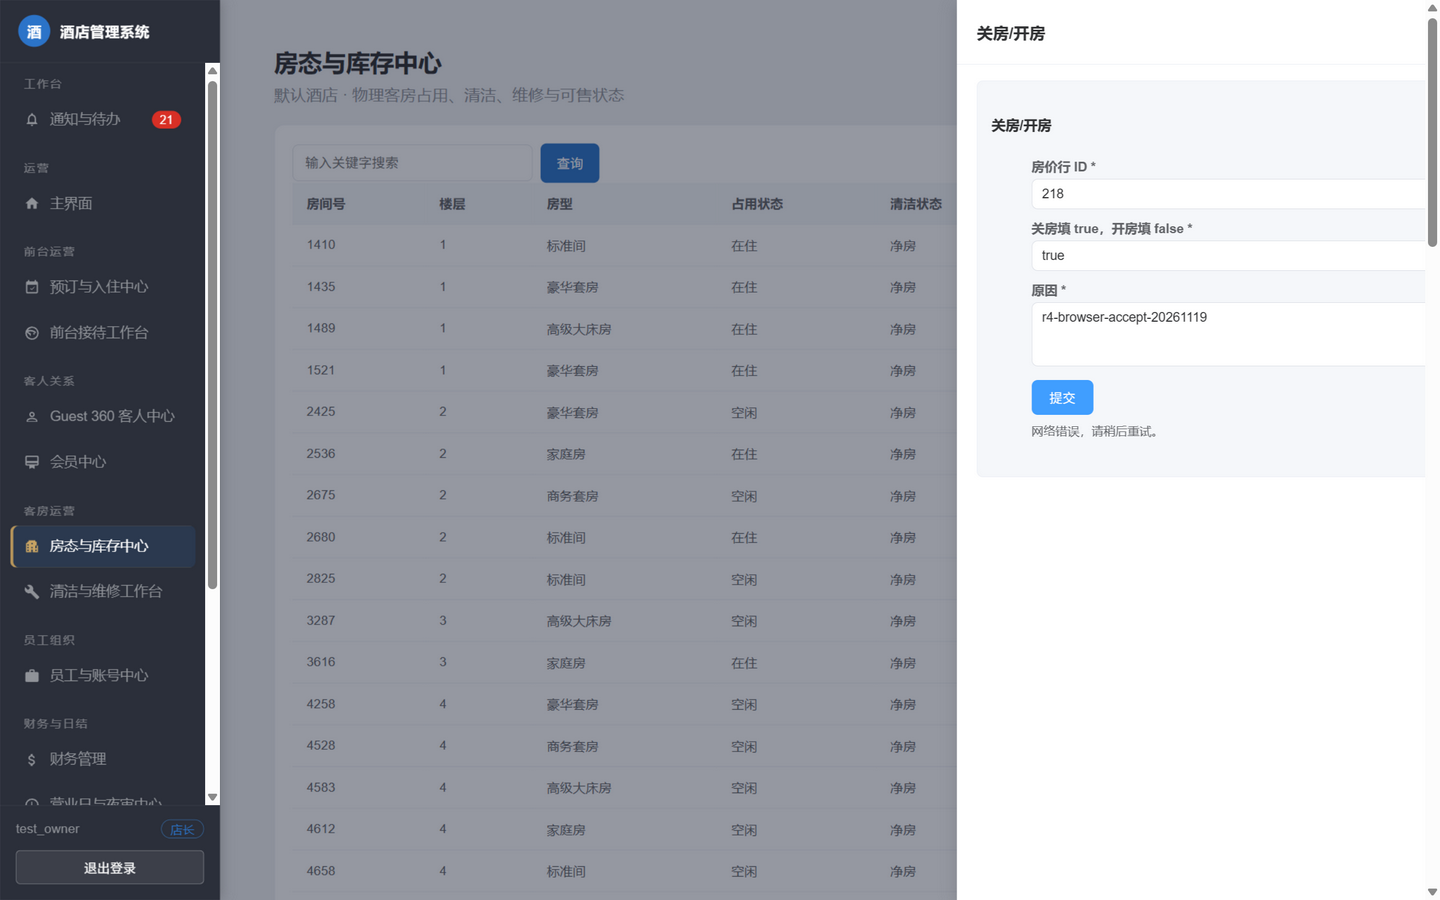 酒 酒店管理系统
工作台
通知与待办 21
运营
主界面
前台运营
预订与入住中心
前台接待工作台
客人关系
Guest 360 客人中心
会员中心
客房运营
房态与库存中心
清洁与维修工作台
员工组织
员工与账号中心
财务与日结
财务管理
营业日与夜审中心
test_owner 店长
退出登录
房态与库存中心
默认酒店 · 物理客房占用、清洁、维修与可售状态
输入关键字搜索 查询
房间号 楼层 房型 占用状态 清洁状态
1410 1 标准间 在住 净房
1435 1 豪华套房 在住 净房
1489 1 高级大床房 在住 净房
1521 1 豪华套房 在住 净房
2425 2 豪华套房 空闲 净房
2536 2 家庭房 在住 净房
2675 2 商务套房 空闲 净房
2680 2 标准间 在住 净房
2825 2 标准间 空闲 净房
3287 3 高级大床房 空闲 净房
3616 3 家庭房 在住 净房
4258 4 豪华套房 空闲 净房
4528 4 商务套房 空闲 净房
4583 4 高级大床房 空闲 净房
4612 4 家庭房 空闲 净房
4658 4 标准间 空闲 净房
关房/开房
关房/开房
房价行 ID *
218
关房填 true，开房填 false *
true
原因 *
r4-browser-accept-20261119
提交
网络错误，请稍后重试。